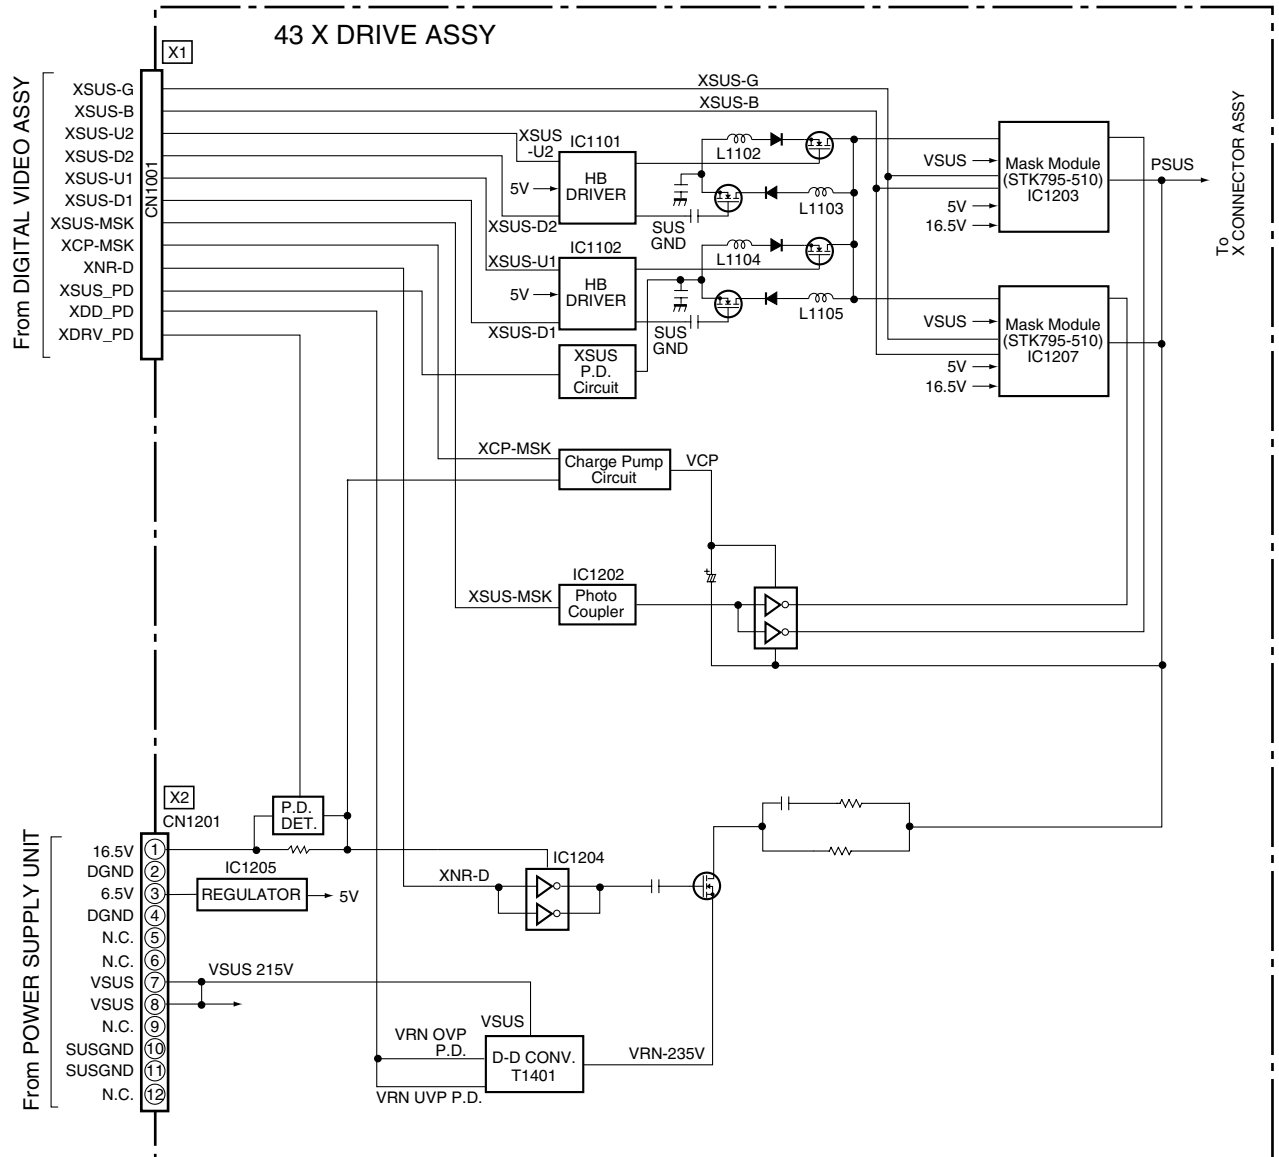 43 X DRIVE ASSY
X1
From DIGITAL VIDEO ASSY
CN1001
XSUS-G
XSUS-B
XSUS-U2
XSUS-D2
XSUS-U1
XSUS-D1
XSUS-MSK
XCP-MSK
XNR-D
XSUS_PD
XDD_PD
XDRV_PD
XSUS-G
XSUS-B
XSUS
-U2
IC1101
HB
DRIVER
5V
XSUS-D2
L1102
L1103
SUS
GND
XSUS-U1
IC1102
HB
DRIVER
5V
XSUS-D1
L1104
L1105
SUS
GND
XSUS
P.D.
Circuit
VSUS
Mask Module
(STK795-510)
IC1203
5V
16.5V
PSUS
To
X CONNECTOR ASSY
VSUS
Mask Module
(STK795-510)
IC1207
5V
16.5V
XCP-MSK
Charge Pump
Circuit
VCP
XSUS-MSK
IC1202
Photo
Coupler
+
X2
CN1201
From POWER SUPPLY UNIT
16.5V 1
DGND 2
6.5V 3
DGND 4
N.C. 5
N.C. 6
VSUS 7
VSUS 8
N.C. 9
SUSGND 10
SUSGND 11
N.C. 12
P.D.
DET.
IC1205
REGULATOR
5V
XNR-D
IC1204
VSUS 215V
VSUS
VRN OVP
P.D.
VRN UVP P.D.
D-D CONV.
T1401
VRN-235V